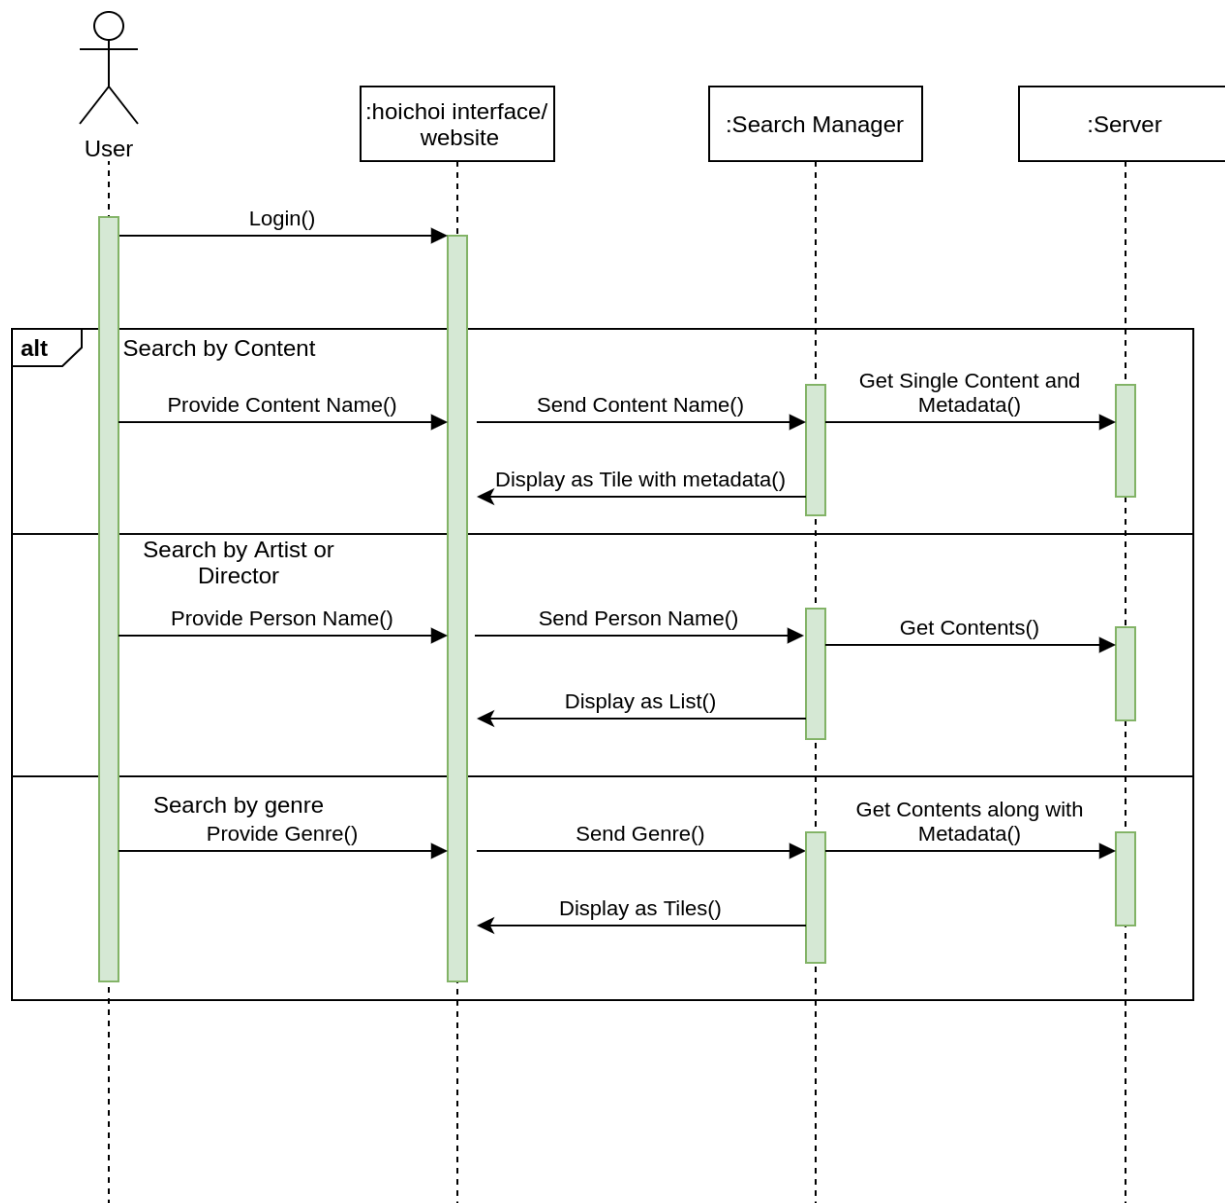 User
:hoichoi interface/
website
:Search Manager
:Server
Login()
alt
Search by Content
Provide Content Name()
Send Content Name()
Get Single Content and
Metadata()
Display as Tile with metadata()
Search by Artist or
Director
Provide Person Name()
Send Person Name()
Get Contents()
Display as List()
Search by genre
Provide Genre()
Send Genre()
Get Contents along with
Metadata()
Display as Tiles()